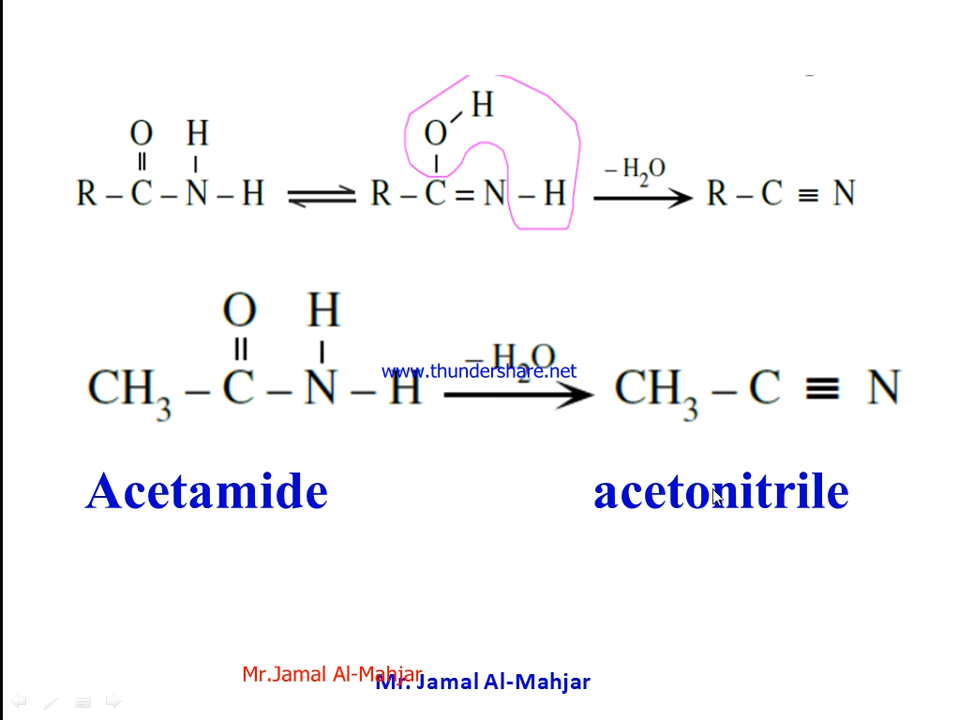 H
O H O
R – C – N – H ⇌ R – C = N – H – H₂O → R – C ≡ N
O H
CH₃ – C – N – H – H₂O → CH₃ – C ≡ N
www.thundershare.net
Acetamide acetonitrile
Mr.Jamal Al-Mahjar
Mr. Jamal Al-Mahjar